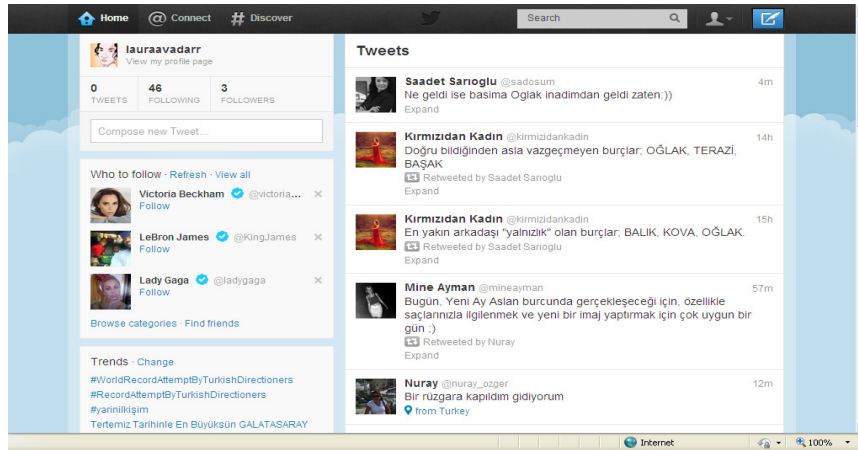 Home @ Connect # Discover
Search
lauraavadarr
View my profile page
0 46 3
TWEETS FOLLOWING FOLLOWERS
Compose new Tweet...
Who to follow · Refresh · View all
Victoria Beckham @victoria... ×
Follow
LeBron James @KingJames ×
Follow
Lady Gaga @ladygaga ×
Follow
Browse categories · Find friends
Trends · Change
#WorldRecordAttemptByTurkishDirectioners
#RecordAttemptByTurkishDirectioners
#yarinilkişim
Tertemiz Tarihinle En Büyüksün GALATASARAY
Tweets
Saadet Sarıoglu @sadosum 4m
Ne geldi ise basima Oglak inadimdan geldi zaten:))
Expand
Kırmızıdan Kadın @kirmizidankadin 14h
Doğru bildiğinden asla vazgeçmeyen burçlar; OĞLAK, TERAZİ,
BAŞAK
Retweeted by Saadet Sarıoglu
Expand
Kırmızıdan Kadın @kirmizidankadin 15h
En yakın arkadaşı "yalnızlık" olan burçlar; BALIK, KOVA, OĞLAK.
Retweeted by Saadet Sarıoglu
Expand
Mine Ayman @mineayman 57m
Bugün, Yeni Ay Aslan burcunda gerçekleşeceği için, özellikle
saçlarınızla ilgilenmek ve yeni bir imaj yaptırmak için çok uygun bir
gün :)
Retweeted by Nuray
Expand
Nuray @nuray_ozger 12m
Bir rüzgara kapıldım gidiyorum
from Turkey
Internet 100%